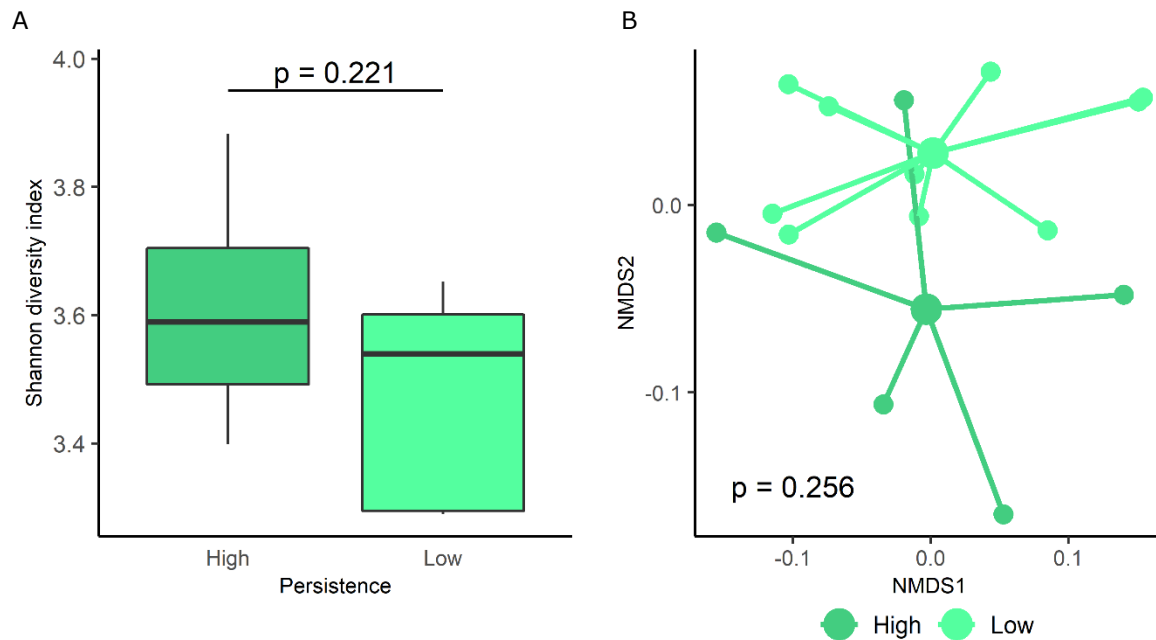 A
p = 0.221
4.0
3.8
3.6
3.4
Shannon diversity index
High
Low
Persistence
B
0.0
-0.1
NMDS2
p = 0.256
-0.1
0.0
0.1
NMDS1
High
Low